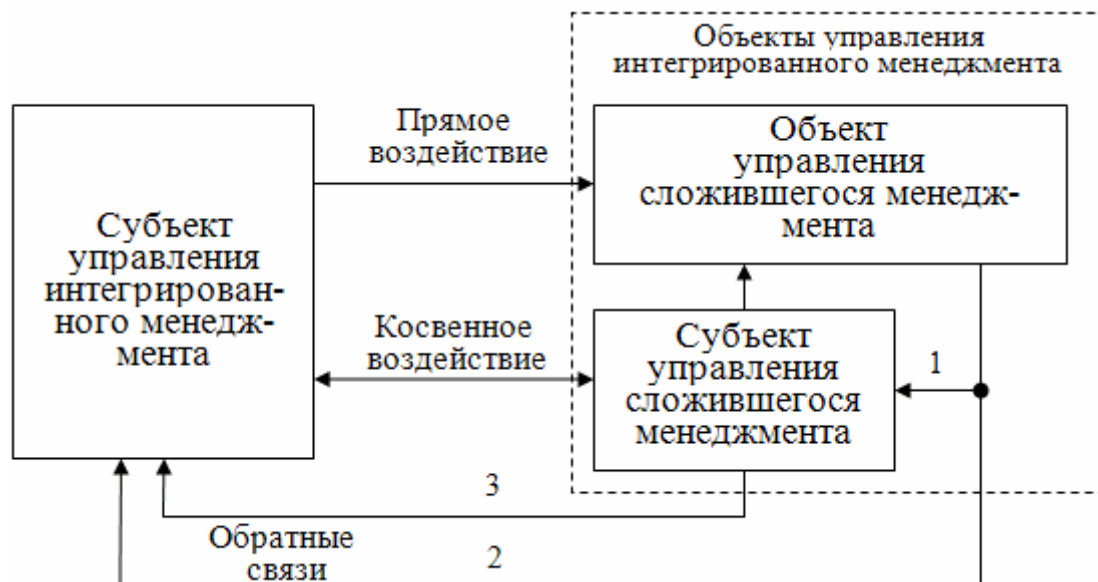 Объекты управления
интегрированного менеджмента
Прямое
воздействие
Объект
управления
сложившегося менедж-
мента
Субъект
управления
интегрирован-
ного менедж-
мента
Косвенное
воздействие
Субъект
управления
сложившегося
менеджмента
1
3
Обратные
связи
2